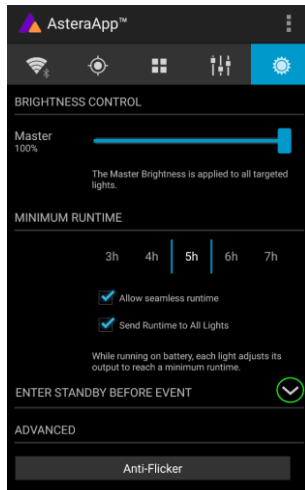 AsteraApp™
BRIGHTNESS CONTROL
Master
100%
The Master Brightness is applied to all targeted
lights.
MINIMUM RUNTIME
3h 4h 5h 6h 7h
Allow seamless runtime
Send Runtime to All Lights
While running on battery, each light adjusts its
output to reach a minimum runtime.
ENTER STANDBY BEFORE EVENT
ADVANCED
Anti-Flicker